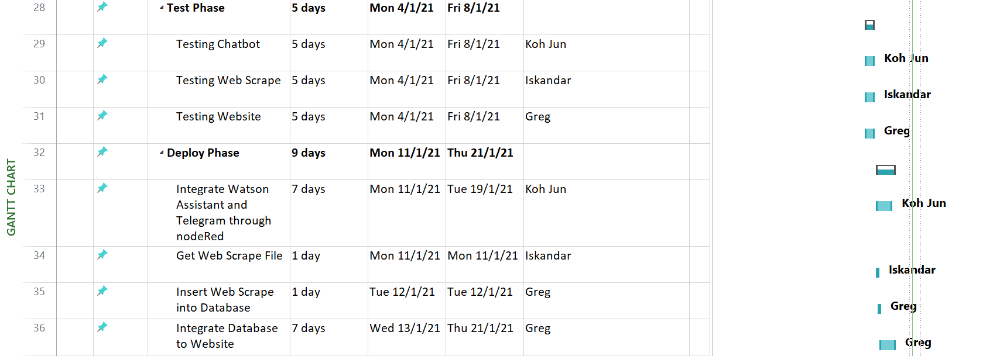 28 Test Phase 5 days Mon 4/1/21 Fri 8/1/21
29 Testing Chatbot 5 days Mon 4/1/21 Fri 8/1/21 Koh Jun Koh Jun
30 Testing Web Scrape 5 days Mon 4/1/21 Fri 8/1/21 Iskandar Iskandar
31 Testing Website 5 days Mon 4/1/21 Fri 8/1/21 Greg Greg
32 Deploy Phase 9 days Mon 11/1/21 Thu 21/1/21
GANTT CHART
33 Integrate Watson 7 days Mon 11/1/21 Tue 19/1/21 Koh Jun Koh Jun
Assistant and
Telegram through
nodeRed
34 Get Web Scrape File 1 day Mon 11/1/21 Mon 11/1/21 Iskandar Iskandar
35 Insert Web Scrape 1 day Tue 12/1/21 Tue 12/1/21 Greg Greg
into Database
36 Integrate Database 7 days Wed 13/1/21 Thu 21/1/21 Greg Greg
to Website